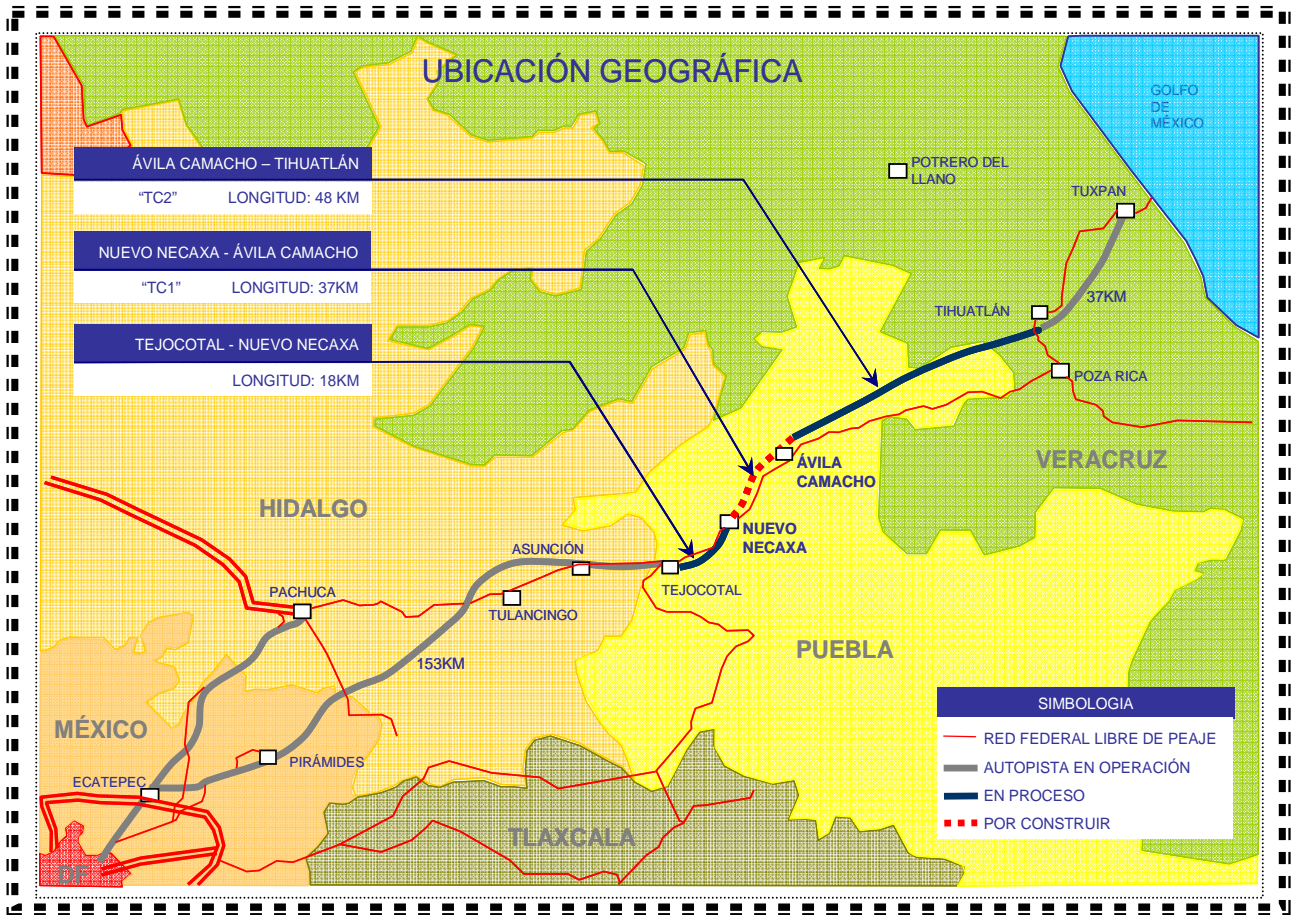 UBICACIÓN GEOGRÁFICA
GOLFO
DE
MÉXICO
ÁVILA CAMACHO – TIHUATLÁN
“TC2” LONGITUD: 48 KM
NUEVO NECAXA - ÁVILA CAMACHO
“TC1” LONGITUD: 37KM
TEJOCOTAL - NUEVO NECAXA
LONGITUD: 18KM
POTRERO DEL
LLANO
TUXPAN
TIHUATLÁN
37KM
POZA RICA
ÁVILA
CAMACHO
VERACRUZ
HIDALGO
NUEVO
NECAXA
ASUNCIÓN
TEJOCOTAL
PACHUCA
TULANCINGO
153KM
PUEBLA
MÉXICO
PIRÁMIDES
ECATEPEC
TLAXCALA
DF
SIMBOLOGIA
RED FEDERAL LIBRE DE PEAJE
AUTOPISTA EN OPERACIÓN
EN PROCESO
POR CONSTRUIR